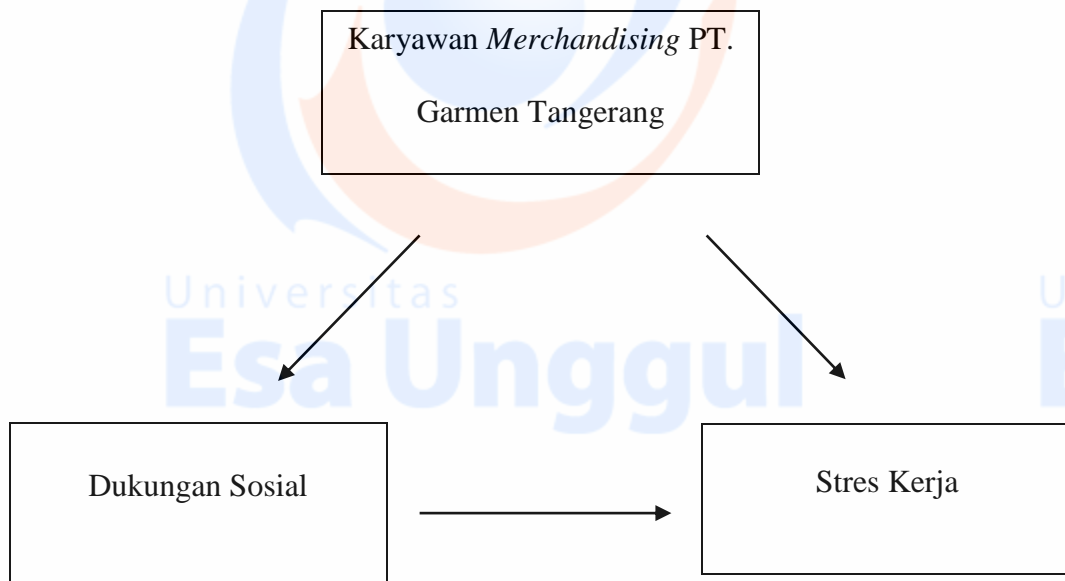 Karyawan Merchandising PT.
Garmen Tangerang
Universitas
Esa Unggul
Dukungan Sosial
Stres Kerja